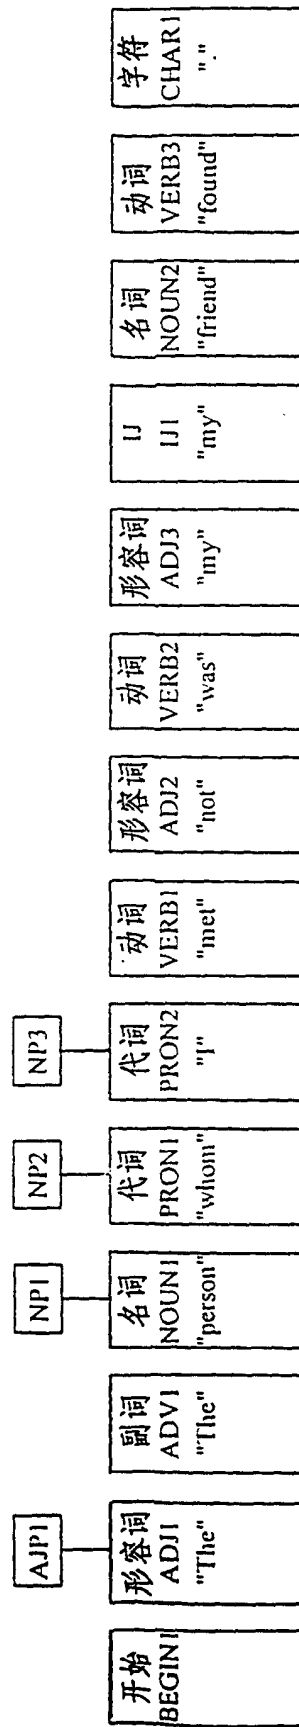 AJP1
NP1
NP2
NP3
开始
BEGIN1
形容词
ADJ1
"The"
副词
ADV1
"The"
名词
NOUN1
"person"
代词
PRON1
"whom"
代词
PRON2
"I"
动词
VERB1
"met"
形容词
ADJ2
"not"
动词
VERB2
"was"
形容词
ADJ3
"my"
IJ
IJ1
"my"
名词
NOUN2
"friend"
动词
VERB3
"found"
字符
CHAR1
"."